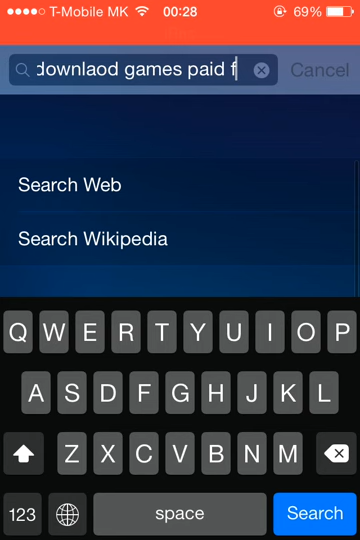 T-Mobile MK 00:28 69%
downlaod games paid f Cancel
Search Web
Search Wikipedia
Q W E R T Y U I O P
A S D F G H J K L
Z X C V B N M
123 space Search